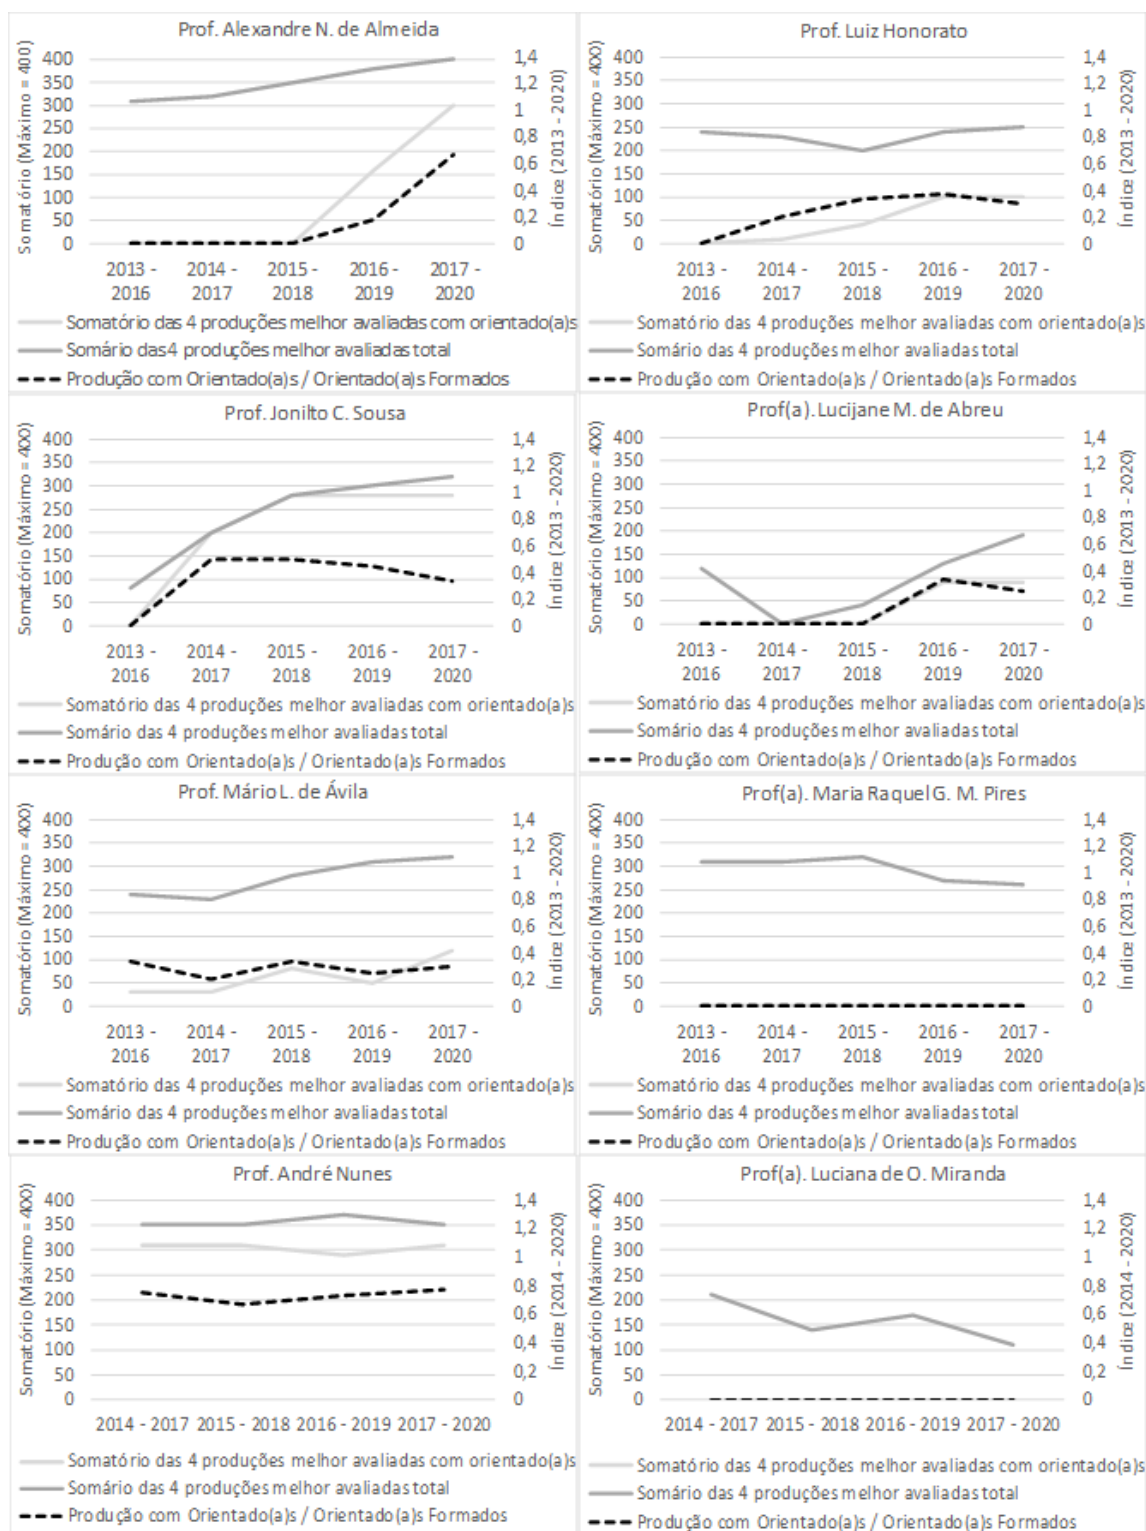 Prof. Alexandre N. de Almeida
Somatório (Máximo = 400)
400
350
300
250
200
150
100
50
0
1,4
1,2
1
0,8
0,6
0,4
0,2
0
Índice (2013 - 2020)
2013 - 2014 - 2015 - 2016 - 2017 -
2016 2017 2018 2019 2020
Somatório das 4 produções melhor avaliadas com orientado(a)s
Somário das 4 produções melhor avaliadas total
Produção com Orientado(a)s / Orientado(a)s Formados
Prof. Luiz Honorato
Somatório (Máximo = 400)
400
350
300
250
200
150
100
50
0
1,4
1,2
1
0,8
0,6
0,4
0,2
0
Índice (2013 - 2020)
2013 - 2014 - 2015 - 2016 - 2017 -
2016 2017 2018 2019 2020
Somatório das 4 produções melhor avaliadas com orientado(a)s
Somário das 4 produções melhor avaliadas total
Produção com Orientado(a)s / Orientado(a)s Formados
Prof. Jonilto C. Sousa
Somatório (Máximo = 400)
400
350
300
250
200
150
100
50
0
1,4
1,2
1
0,8
0,6
0,4
0,2
0
Índice (2013 - 2020)
2013 - 2014 - 2015 - 2016 - 2017 -
2016 2017 2018 2019 2020
Somatório das 4 produções melhor avaliadas com orientado(a)s
Somário das 4 produções melhor avaliadas total
Produção com Orientado(a)s / Orientado(a)s Formados
Prof(a). Lucijane M. de Abreu
Somatório (Máximo = 400)
400
350
300
250
200
150
100
50
0
1,4
1,2
1
0,8
0,6
0,4
0,2
0
Índice (2013 - 2020)
2013 - 2014 - 2015 - 2016 - 2017 -
2016 2017 2018 2019 2020
Somatório das 4 produções melhor avaliadas com orientado(a)s
Somário das 4 produções melhor avaliadas total
Produção com Orientado(a)s / Orientado(a)s Formados
Prof. Mário L. de Ávila
Somatório (Máximo = 400)
400
350
300
250
200
150
100
50
0
1,4
1,2
1
0,8
0,6
0,4
0,2
0
Índice (2013 - 2020)
2013 - 2014 - 2015 - 2016 - 2017 -
2016 2017 2018 2019 2020
Somatório das 4 produções melhor avaliadas com orientado(a)s
Somário das 4 produções melhor avaliadas total
Produção com Orientado(a)s / Orientado(a)s Formados
Prof(a). Maria Raquel G. M. Pires
Somatório (Máximo = 400)
400
350
300
250
200
150
100
50
0
1,4
1,2
1
0,8
0,6
0,4
0,2
0
Índice (2013 - 2020)
2013 - 2014 - 2015 - 2016 - 2017 -
2016 2017 2018 2019 2020
Somatório das 4 produções melhor avaliadas com orientado(a)s
Somário das 4 produções melhor avaliadas total
Produção com Orientado(a)s / Orientado(a)s Formados
Prof. André Nunes
Somatório (Máximo = 400)
400
350
300
250
200
150
100
50
0
1,4
1,2
1
0,8
0,6
0,4
0,2
0
Índice (2014 - 2020)
2014 - 2017 2015 - 2018 2016 - 2019 2017 - 2020
Somatório das 4 produções melhor avaliadas com orientado(a)s
Somário das 4 produções melhor avaliadas total
Produção com Orientado(a)s / Orientado(a)s Formados
Prof(a). Luciana de O. Miranda
Somatório (Máximo = 400)
400
350
300
250
200
150
100
50
0
1,4
1,2
1
0,8
0,6
0,4
0,2
0
Índice (2014 - 2020)
2014 - 2017 2015 - 2018 2016 - 2019 2017 - 2020
Somatório das 4 produções melhor avaliadas com orientado(a)s
Somário das 4 produções melhor avaliadas total
Produção com Orientado(a)s / Orientado(a)s Formados